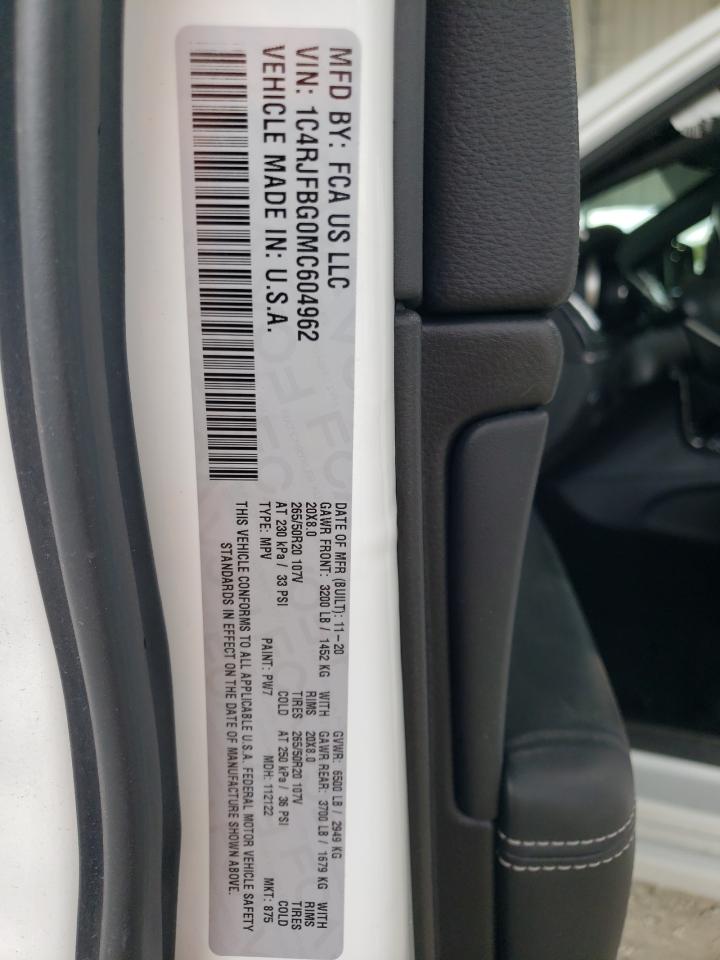 MFD BY: FCA US LLC
VIN: 1C4RJFBG0MC604962
VEHICLE MADE IN: U.S.A.
DATE OF MFR (BUILT): 11-20 GVWR: 6500 LB / 2949 KG
GAWR FRONT: 3200 LB / 1452 KG WITH GAWR REAR: 3700 LB / 1679 KG WITH
20X8.0 RIMS 20X8.0 RIMS
265/50R20 107V TIRES 265/50R20 107V TIRES
AT 230 kPa / 33 PSI COLD AT 250 kPa / 36 PSI COLD
TYPE: MPV PAINT: PW7 MDH: 112122 MKT: 875
THIS VEHICLE CONFORMS TO ALL APPLICABLE U.S.A. FEDERAL MOTOR VEHICLE SAFETY
STANDARDS IN EFFECT ON THE DATE OF MANUFACTURE SHOWN ABOVE.